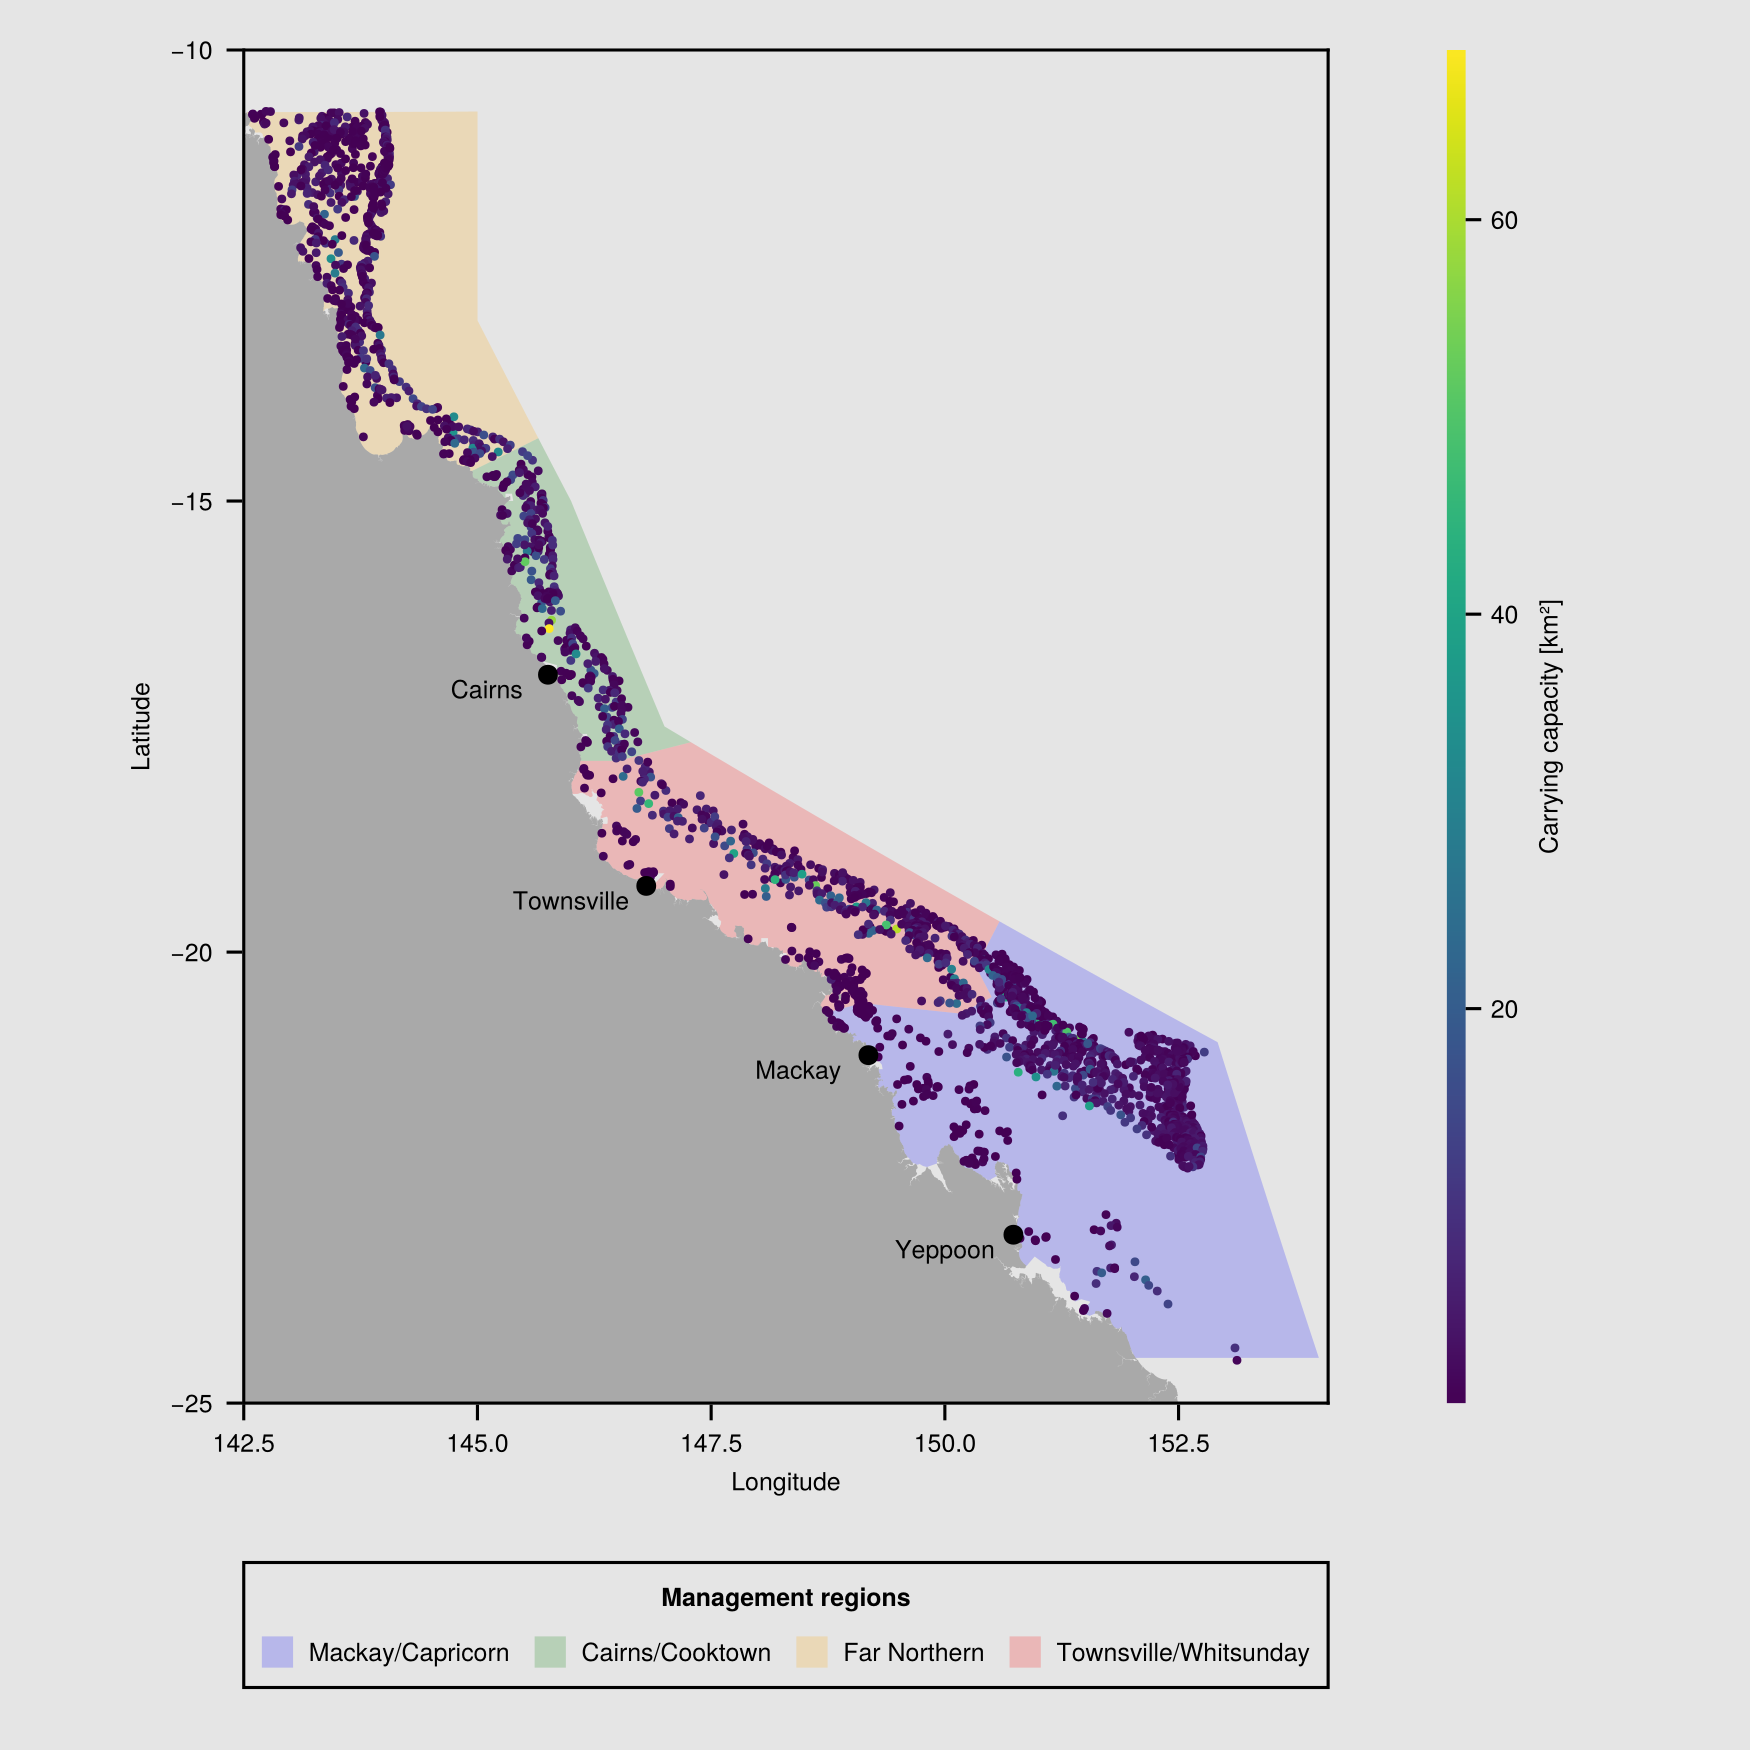 −10
−15
−20
−25
Latitude
Cairns
Townsville
Mackay
Yeppoon
142.5
145.0
147.5
150.0
152.5
Longitude
60
40
20
Carrying capacity [km²]
Management regions
Mackay/Capricorn
Cairns/Cooktown
Far Northern
Townsville/Whitsunday